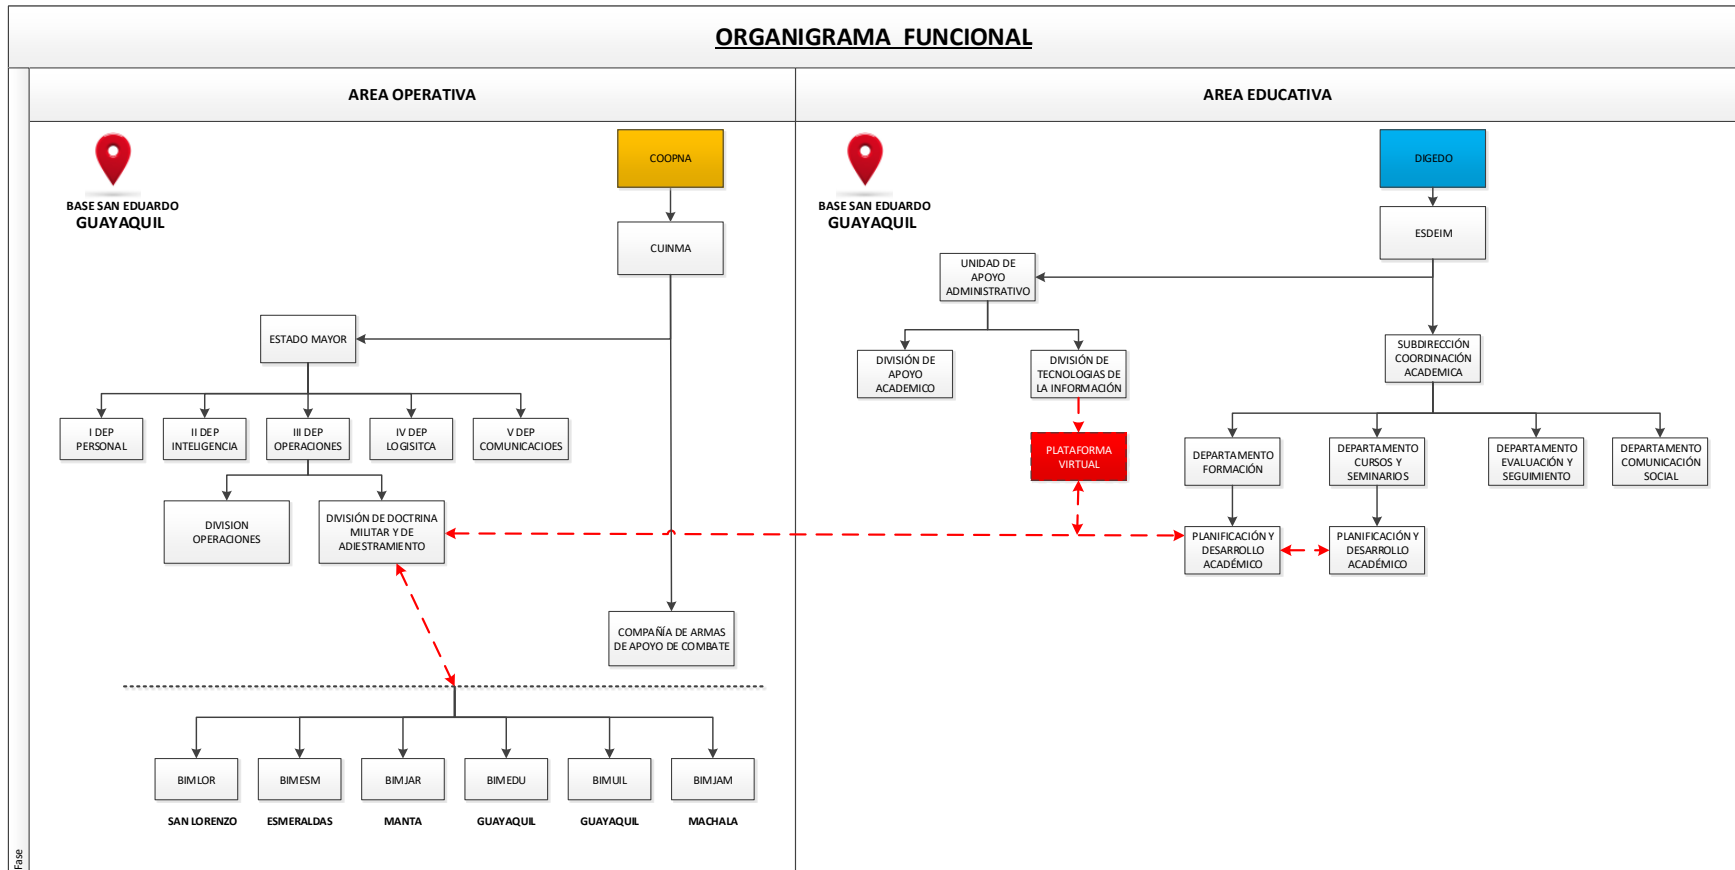 ORGANIGRAMA FUNCIONAL
AREA OPERATIVA
BASE SAN EDUARDO
GUAYAQUIL
COOPNA
CUINMA
ESTADO MAYOR
I DEP
PERSONAL
II DEP
INTELIGENCIA
III DEP
OPERACIONES
IV DEP
LOGISITCA
V DEP
COMUNICACIOES
DIVISION
OPERACIONES
DIVISIÓN DE DOCTRINA
MILITAR Y DE
ADIESTRAMIENTO
COMPAÑÍA DE ARMAS
DE APOYO DE COMBATE
BIMLOR
BIMESM
BIMJAR
BIMEDU
BIMUIL
BIMJAM
SAN LORENZO
ESMERALDAS
MANTA
GUAYAQUIL
GUAYAQUIL
MACHALA
Fase
AREA EDUCATIVA
BASE SAN EDUARDO
GUAYAQUIL
DIGEDO
ESDEIM
UNIDAD DE
APOYO
ADMINISTRATIVO
DIVISIÓN DE
APOYO
ACADEMICO
DIVISIÓN DE
TECNOLOGIAS DE
LA INFORMACIÓN
PLATAFORMA
VIRTUAL
SUBDIRECCIÓN
COORDINACIÓN
ACADEMICA
DEPARTAMENTO
FORMACIÓN
DEPARTAMENTO
CURSOS Y
SEMINARIOS
DEPARTAMENTO
EVALUACIÓN Y
SEGUIMIENTO
DEPARTAMENTO
COMUNICACIÓN
SOCIAL
PLANIFICACIÓN Y
DESARROLLO
ACADÉMICO
PLANIFICACIÓN Y
DESARROLLO
ACADÉMICO